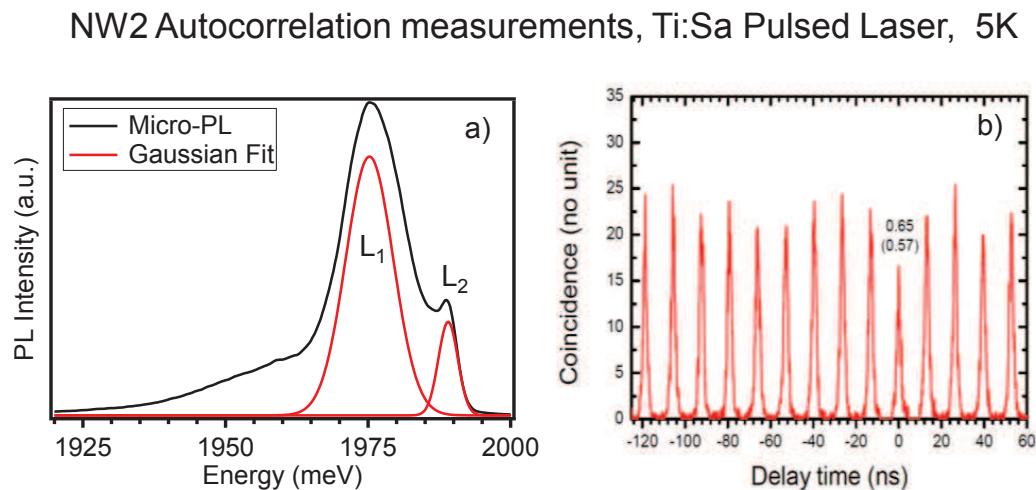 NW2 Autocorrelation measurements, Ti:Sa Pulsed Laser, 5K
Micro-PL
Gaussian Fit
a)
L1
L2
PL Intensity (a.u.)
1925 1950 1975 2000
Energy (meV)
b)
35
30
25
20
15
10
5
0
0.65
(0.57)
Coincidence (no unit)
-120 -100 -80 -60 -40 -20 0 20 40 60
Delay time (ns)